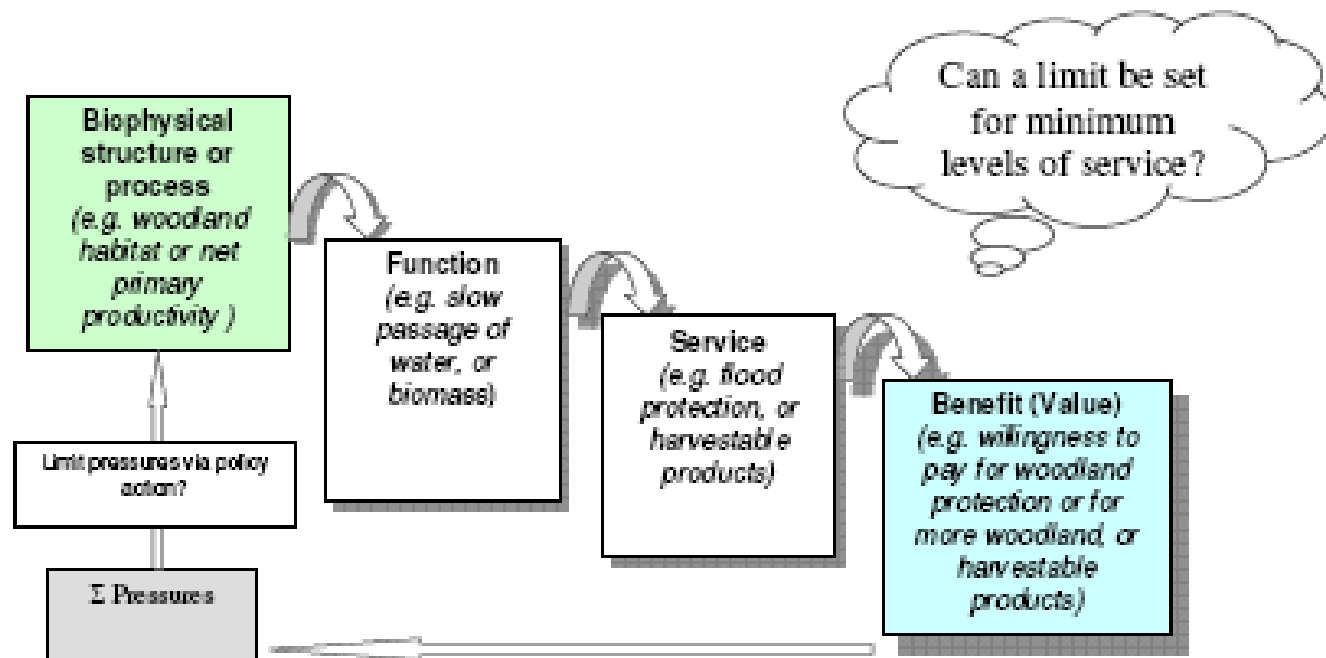 Can a limit be set
for minimum
levels of service?
Biophysical
structure or
process
(e.g. woodland
habitat or net
primary
productivity )
Function
(e.g. slow
passage of
water, or
biomass)
Service
(e.g. flood
protection, or
harvestable
products)
Benefit (Value)
(e.g. willingness to
pay for woodland
protection or for
more woodland, or
harvestable
products)
Limit pressures via policy
action?
Σ Pressures